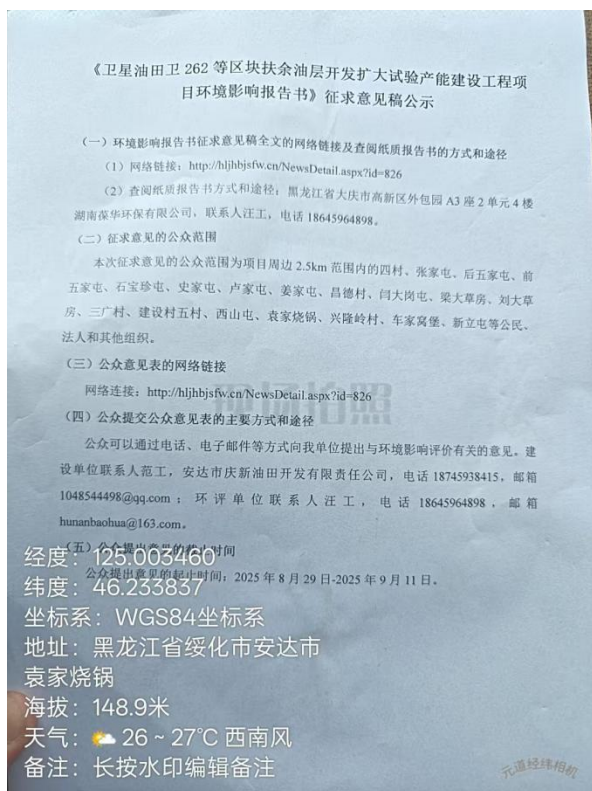 《卫星油田卫 262 等区块扶余油层开发扩大试验产能建设工程项
目环境影响报告书》征求意见稿公示
（一）环境影响报告书征求意见稿全文的网络链接及查阅纸质报告书的方式和途径
（1）网络链接：http://hljhbjsfw.cn/NewsDetail.aspx?id=826
（2）查阅纸质报告书方式和途径：黑龙江省大庆市高新区外包园 A3 座 2 单元 4 楼
湖南葆华环保有限公司，联系人汪工，电话 18645964898。
（二）征求意见的公众范围
本次征求意见的公众范围为项目周边 2.5km 范围内的四村、张家屯、后五家屯、前
五家屯、石宝珍屯、史家屯、卢家屯、姜家屯、昌德村、闫大岗屯、梁大草房、刘大草
房、三广村、建设村五村、西山屯、袁家烧锅、兴隆岭村、车家窝堡、新立屯等公民、
法人和其他组织。
（三）公众意见表的网络链接
网络连接：http://hljhbjsfw.cn/NewsDetail.aspx?id=826
现场拍照
（四）公众提交公众意见表的主要方式和途径
公众可以通过电话、电子邮件等方式向我单位提出与环境影响评价有关的意见。建
设单位联系人范工，安达市庆新油田开发有限责任公司，电话 18745938415，邮箱
1048544498@qq.com；环评单位联系人汪工，电话 18645964898，邮箱
hunanbaohua@163.com。
（五）公众提出意见的起止时间
公众提出意见的起止时间：2025 年 8 月 29 日-2025 年 9 月 11 日。
经度：125.003460
纬度：46.233837
坐标系：WGS84坐标系
地址：黑龙江省绥化市安达市
袁家烧锅
海拔：148.9米
天气：26 ~ 27℃ 西南风
备注：长按水印编辑备注
元道经纬相机